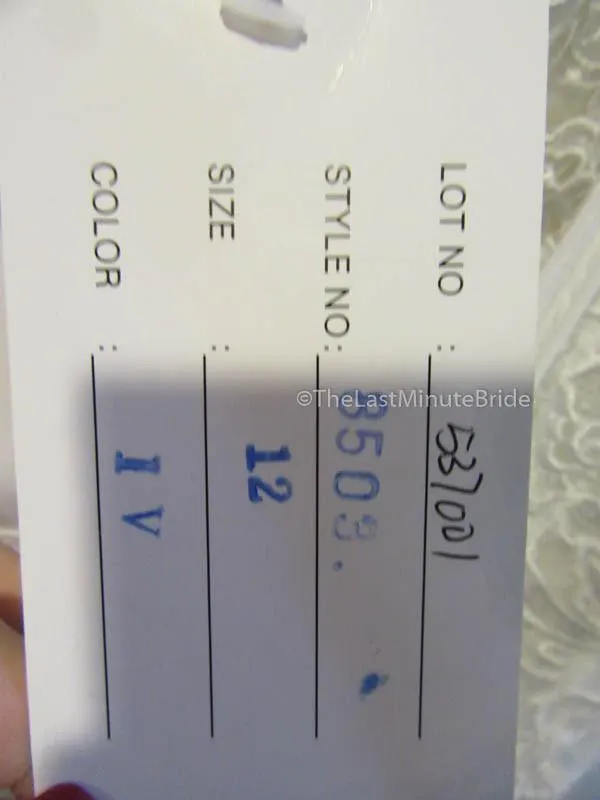 LOT NO : 537001
STYLE NO: 8503.
SIZE : 12
COLOR : IV
©TheLastMinuteBride